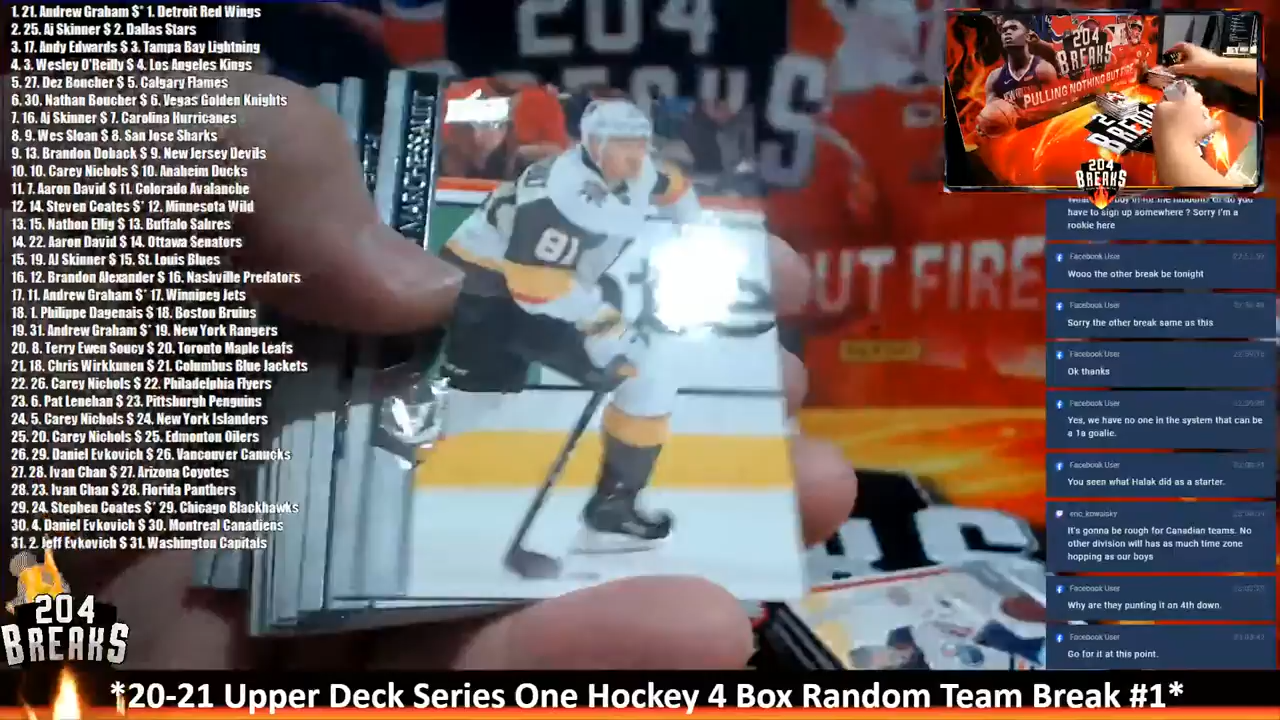 1. 21. Andrew Graham $* 1. Detroit Red Wings
2. 25. Aj Skinner $ 2. Dallas Stars
3. 17. Andy Edwards $ 3. Tampa Bay Lightning
4. 3. Wesley O'Reilly $ 4. Los Angeles Kings
5. 27. Dez Boucher $ 5. Calgary Flames
6. 30. Nathan Boucher $ 6. Vegas Golden Knights
7. 16. Aj Skinner $ 7. Carolina Hurricanes
8. 9. Wes Sloan $ 8. San Jose Sharks
9. 13. Brandon Doback $ 9. New Jersey Devils
10. 10. Carey Nichols $ 10. Anaheim Ducks
11. 7. Aaron David $ 11. Colorado Avalanche
12. 14. Steven Coates $* 12. Minnesota Wild
13. 15. Nathon Ellig $ 13. Buffalo Sabres
14. 22. Aaron David $ 14. Ottawa Senators
15. 19. AJ Skinner $ 15. St. Louis Blues
16. 12. Brandon Alexander $ 16. Nashville Predators
17. 11. Andrew Graham $* 17. Winnipeg Jets
18. 1. Philippe Dagenais $ 18. Boston Bruins
19. 31. Andrew Graham $* 19. New York Rangers
20. 8. Terry Ewen Soucy $ 20. Toronto Maple Leafs
21. 18. Chris Wirkkunen $ 21. Columbus Blue Jackets
22. 26. Carey Nichols $ 22. Philadelphia Flyers
23. 6. Pat Lenehan $ 23. Pittsburgh Penguins
24. 5. Carey Nichols $ 24. New York Islanders
25. 20. Carey Nichols $ 25. Edmonton Oilers
26. 29. Daniel Evkovich $ 26. Vancouver Canucks
27. 28. Ivan Chan $ 27. Arizona Coyotes
28. 23. Ivan Chan $ 28. Florida Panthers
29. 24. Stephen Coates $* 29. Chicago Blackhawks
30. 4. Daniel Evkovich $ 30. Montreal Canadiens
31. 2. Jeff Evkovich $ 31. Washington Capitals
204
BREAKS
204
81
OUT FIRE
204
BREAKS
PULLING NOTHING BUT FIRE
204
BREAKS
have to sign up somewhere ? Sorry I'm a
rookie here
Facebook User
Wooo the other break be tonight
Facebook User
Sorry the other break same as this
Facebook User
Ok thanks
Facebook User
Yes, we have no one in the system that can be
a 1a goalie.
Facebook User
You seen what Halak did as a starter.
eric_kowalsky
It's gonna be rough for Canadian teams. No
other division will has as much time zone
hopping as our boys
Facebook User
Why are they punting it on 4th down.
Facebook User
Go for it at this point.
*20-21 Upper Deck Series One Hockey 4 Box Random Team Break #1*